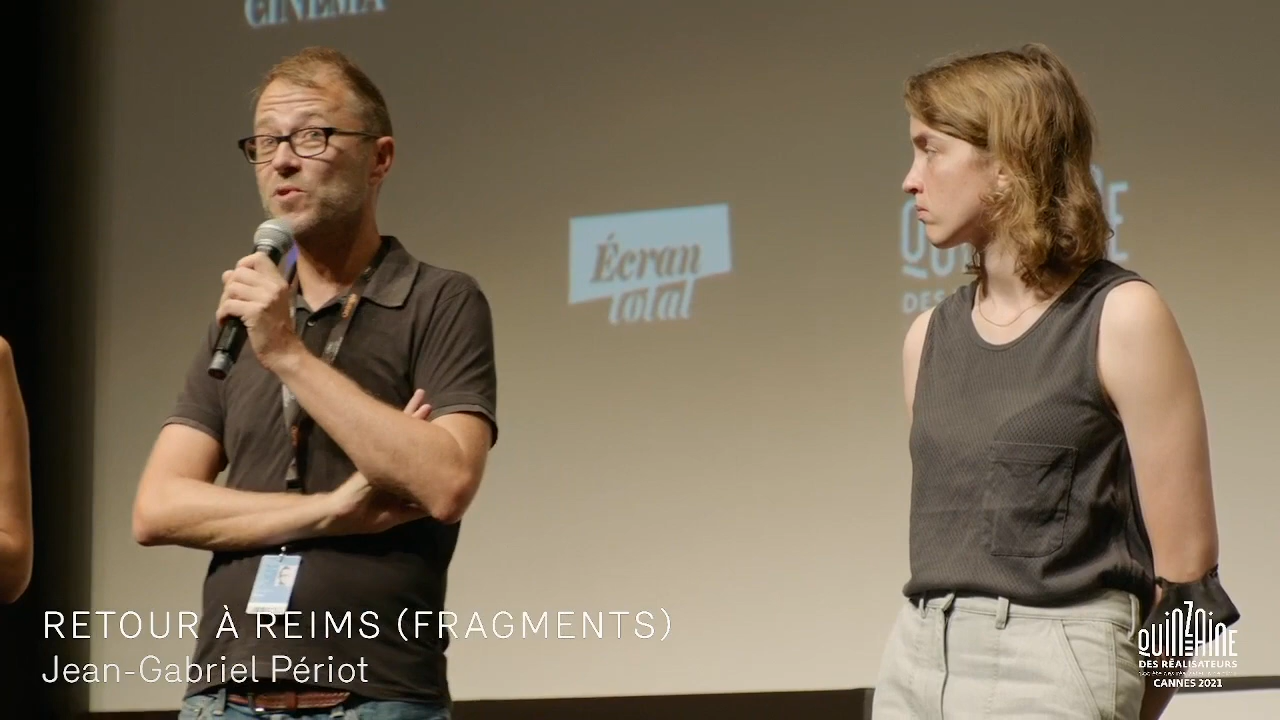 CINÉMA
Écran
total
RETOUR À REIMS (FRAGMENTS)
Jean-Gabriel Périot
QUINZAINE
DES RÉALISATEURS
CANNES 2021